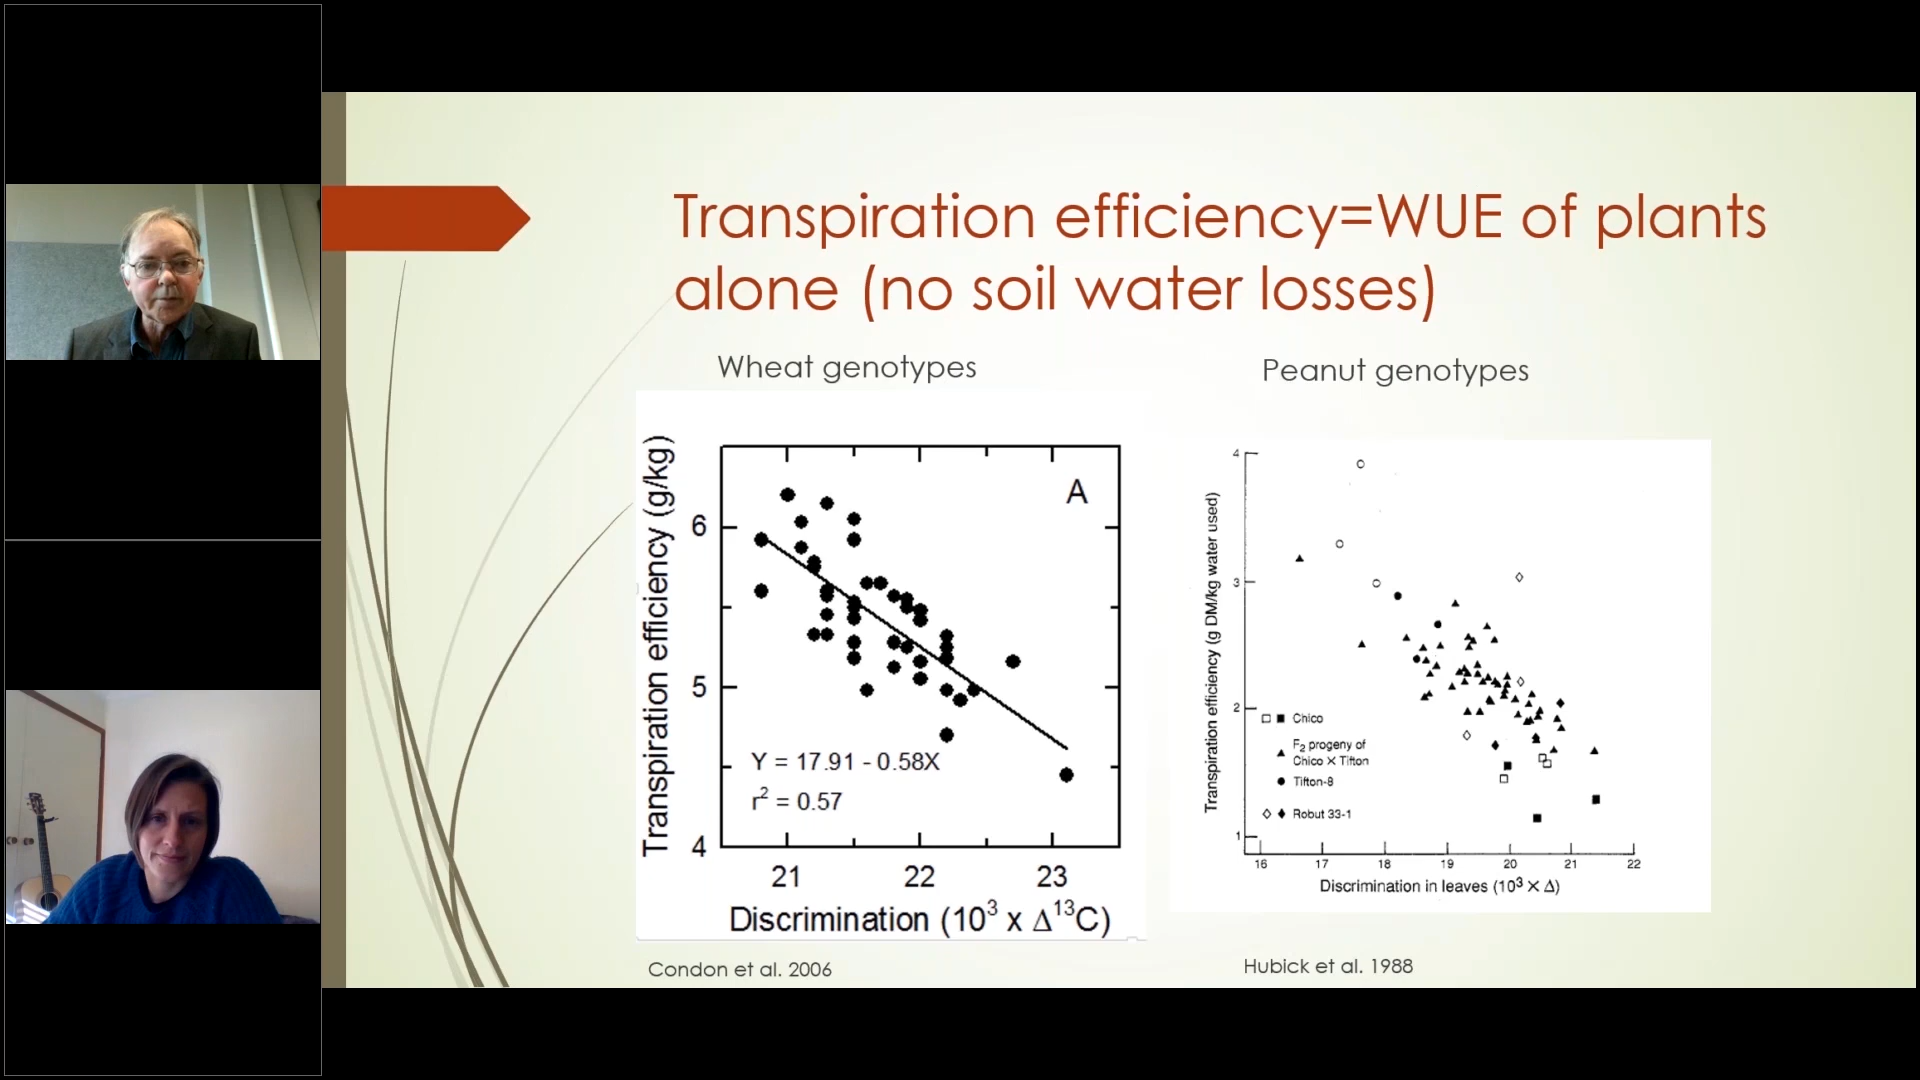 Transpiration efficiency=WUE of plants
alone (no soil water losses)
Wheat genotypes
Transpiration efficiency (g/kg)
6
5
4
A
Y = 17.91 - 0.58X
r² = 0.57
21 22 23
Discrimination (10³ x Δ¹³C)
Condon et al. 2006
Peanut genotypes
Transpiration efficiency (g DM/kg water used)
4
3
2
1
Chico
F₂ progeny of
Chico × Tifton
Tifton-8
Robut 33-1
16 17 18 19 20 21 22
Discrimination in leaves (10³ × Δ)
Hubick et al. 1988